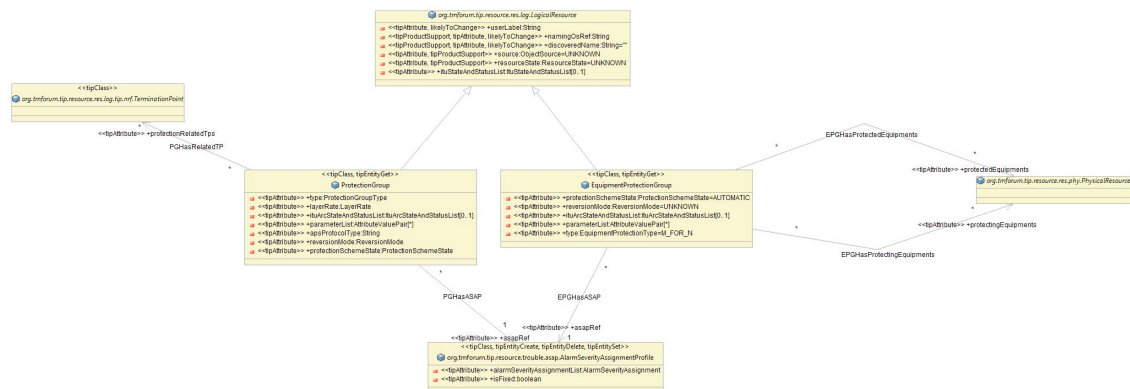 org.tmforum.tip.resource.res.log.LogicalResource
<<tipAttribute, likelyToChange>> +userLabel:String
<<tipProductSupport, tipAttribute, likelyToChange>> +namingOsRef:String
<<tipProductSupport, tipAttribute, likelyToChange>> +discoveredName:String=""
<<tipAttribute, tipProductSupport>> +source:ObjectSource=UNKNOWN
<<tipAttribute, tipProductSupport>> +resourceState:ResourceState=UNKNOWN
<<tipAttribute>> +ituStateAndStatusList:ItuStateAndStatusList[0..1]
<<tipClass>>
org.tmforum.tip.resource.res.log.tip.nrf.TerminationPoint
*
<<tipAttribute>> +protectionRelatedTps
PGHasRelatedTP
*
EPGHasProtectedEquipments
*
*
<<tipAttribute>> +protectedEquipments
<<tipClass, tipEntityGet>>
ProtectionGroup
<<tipAttribute>> +type:ProtectionGroupType
<<tipAttribute>> +layerRate:LayerRate
<<tipAttribute>> +ituArcStateAndStatusList:ItuArcStateAndStatusList[0..1]
<<tipAttribute>> +parameterList:AttributeValuePair[*]
<<tipAttribute>> +apsProtocolType:String
<<tipAttribute>> +reversionMode:ReversionMode
<<tipAttribute>> +protectionSchemeState:ProtectionSchemeState
<<tipClass, tipEntityGet>>
EquipmentProtectionGroup
<<tipAttribute>> +protectionSchemeState:ProtectionSchemeState=AUTOMATIC
<<tipAttribute>> +reversionMode:ReversionMode=UNKNOWN
<<tipAttribute>> +ituArcStateAndStatusList:ItuArcStateAndStatusList[0..1]
<<tipAttribute>> +parameterList:AttributeValuePair[*]
<<tipAttribute>> +type:EquipmentProtectionType=M_FOR_N
org.tmforum.tip.resource.res.phy.PhysicalResource
*
<<tipAttribute>> +protectingEquipments
*
EPGHasProtectingEquipments
*
PGHasASAP
1
<<tipAttribute>> +asapRef
*
EPGHasASAP
<<tipAttribute>> +asapRef
1
<<tipClass, tipEntityCreate, tipEntityDelete, tipEntitySet>>
org.tmforum.tip.resource.trouble.asap.AlarmSeverityAssignmentProfile
<<tipAttribute>> +alarmSeverityAssignmentList:AlarmSeverityAssignment
<<tipAttribute>> +isFixed:boolean